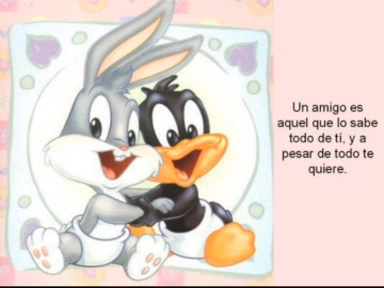 Un amigo es
aquel que lo sabe
todo de tí, y a
pesar de todo te
quiere.